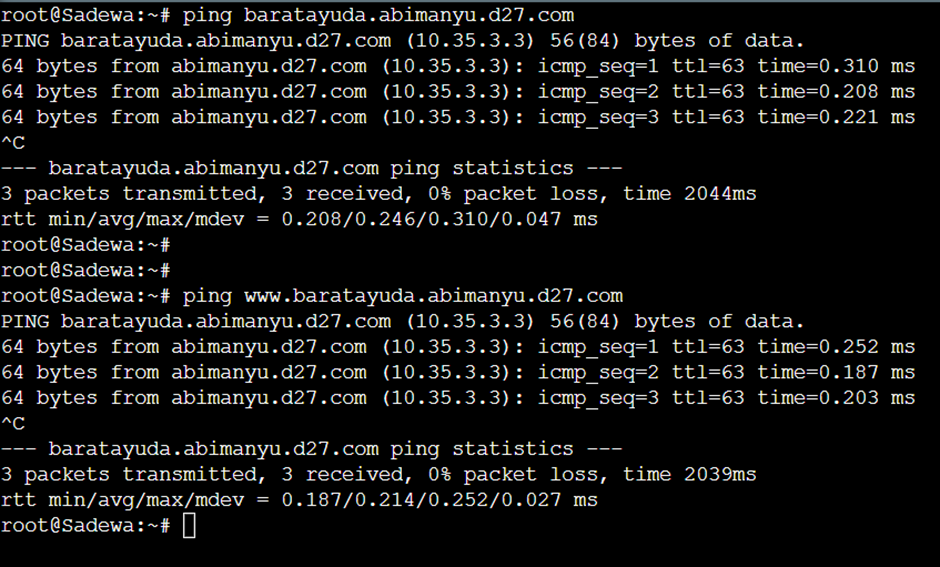 root@Sadewa:~# ping baratayuda.abimanyu.d27.com
PING baratayuda.abimanyu.d27.com (10.35.3.3) 56(84) bytes of data.
64 bytes from abimanyu.d27.com (10.35.3.3): icmp_seq=1 ttl=63 time=0.310 ms
64 bytes from abimanyu.d27.com (10.35.3.3): icmp_seq=2 ttl=63 time=0.208 ms
64 bytes from abimanyu.d27.com (10.35.3.3): icmp_seq=3 ttl=63 time=0.221 ms
^C
--- baratayuda.abimanyu.d27.com ping statistics ---
3 packets transmitted, 3 received, 0% packet loss, time 2044ms
rtt min/avg/max/mdev = 0.208/0.246/0.310/0.047 ms
root@Sadewa:~#
root@Sadewa:~#
root@Sadewa:~# ping www.baratayuda.abimanyu.d27.com
PING baratayuda.abimanyu.d27.com (10.35.3.3) 56(84) bytes of data.
64 bytes from abimanyu.d27.com (10.35.3.3): icmp_seq=1 ttl=63 time=0.252 ms
64 bytes from abimanyu.d27.com (10.35.3.3): icmp_seq=2 ttl=63 time=0.187 ms
64 bytes from abimanyu.d27.com (10.35.3.3): icmp_seq=3 ttl=63 time=0.203 ms
^C
--- baratayuda.abimanyu.d27.com ping statistics ---
3 packets transmitted, 3 received, 0% packet loss, time 2039ms
rtt min/avg/max/mdev = 0.187/0.214/0.252/0.027 ms
root@Sadewa:~#